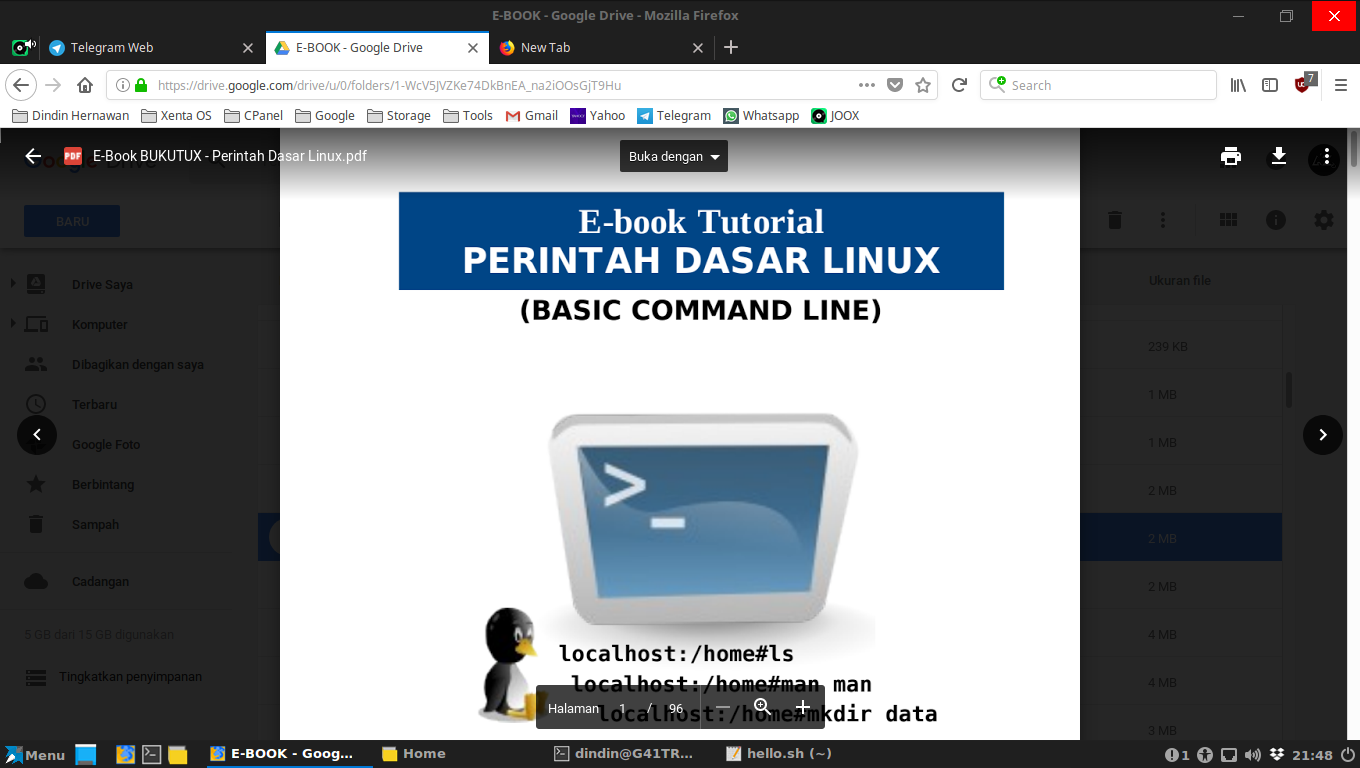 E-BOOK - Google Drive - Mozilla Firefox
Telegram Web
E-BOOK - Google Drive
New Tab
https://drive.google.com/drive/u/0/folders/1-WcV5JVZKe74DkBnEA_na2iOOsGjT9Hu
Search
7
Dindin Hernawan
Xenta OS
CPanel
Google
Storage
Tools
Gmail
Yahoo
Telegram
Whatsapp
JOOX
PDF
E-Book BUKUTUX - Perintah Dasar Linux.pdf
Buka dengan
BARU
E-book Tutorial
PERINTAH DASAR LINUX
(BASIC COMMAND LINE)
Drive Saya
Komputer
Dibagikan dengan saya
Terbaru
Google Foto
Berbintang
Sampah
Cadangan
5 GB dari 15 GB digunakan
Tingkatkan penyimpanan
Ukuran file
239 KB
1 MB
1 MB
2 MB
2 MB
2 MB
4 MB
4 MB
3 MB
>_
localhost:/home#ls
localhost:/home#man man
localhost:/home#mkdir data
Halaman 1 / 96
Menu
E-BOOK - Goog...
Home
dindin@G41TR...
hello.sh (~)
1
21:48